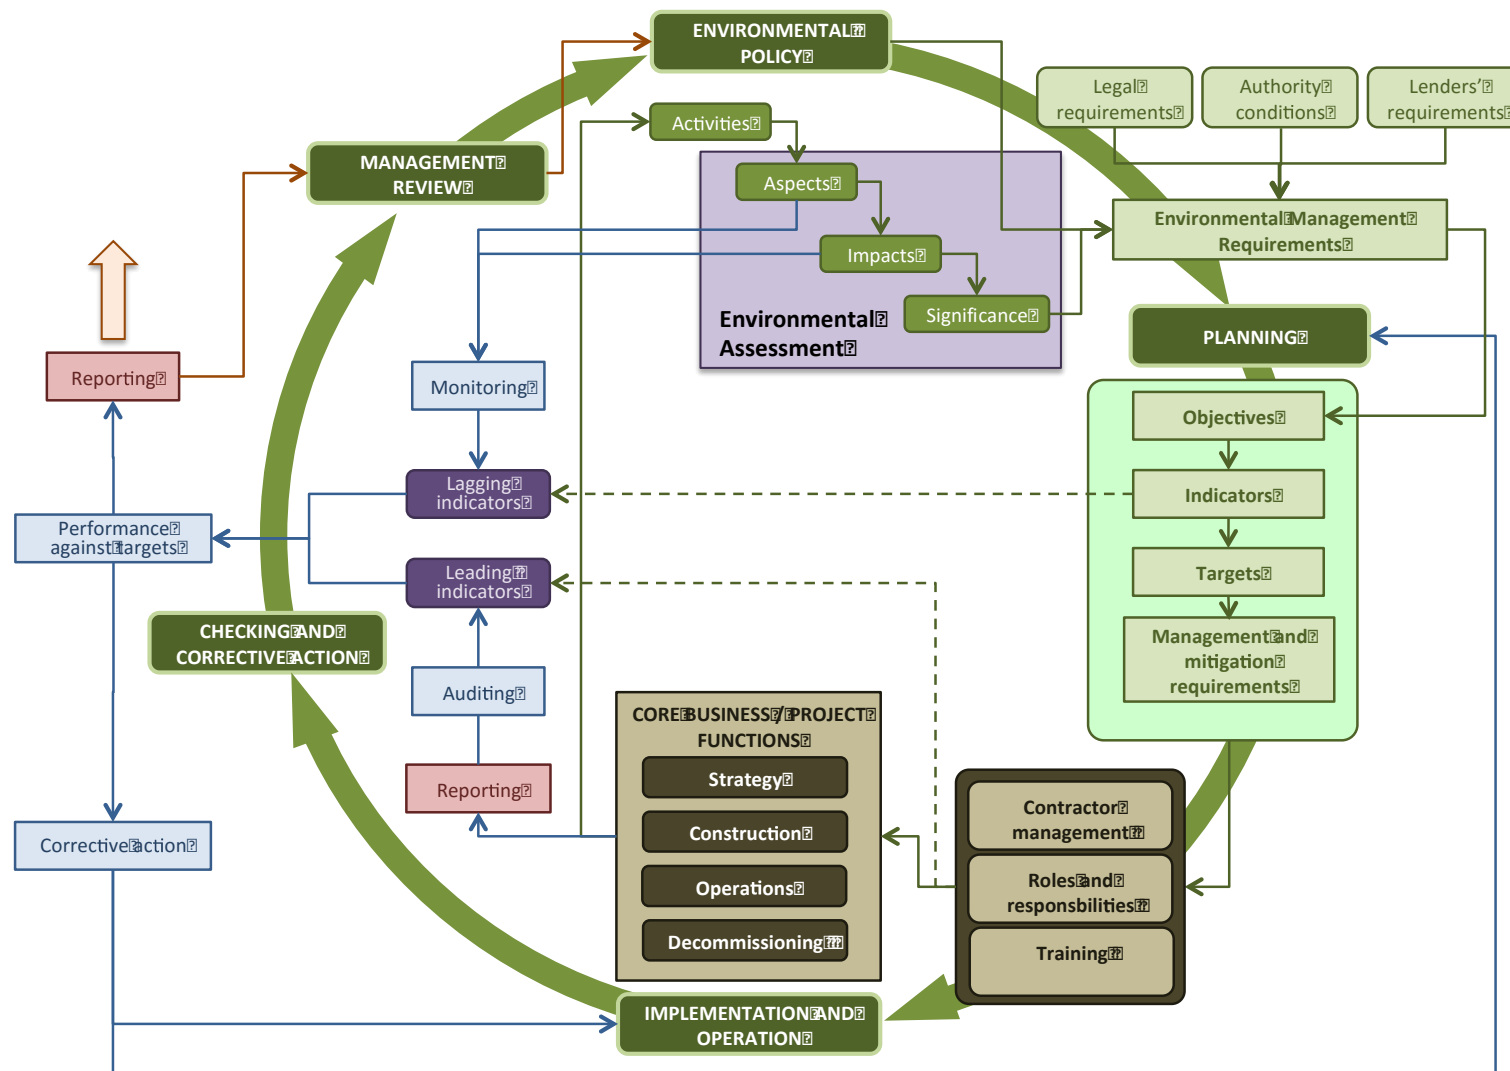 ENVIRONMENTAL
POLICY
Legal
requirements
Authority
conditions
Lenders'
requirements
Activities
MANAGEMENT
REVIEW
Aspects
Environmental Management
Requirements
Impacts
Significance
Environmental
Assessment
PLANNING
Reporting
Monitoring
Objectives
Lagging
indicators
Indicators
Performance
against targets
Leading
indicators
Targets
CHECKING AND
CORRECTIVE ACTION
Management and
mitigation
requirements
Auditing
CORE BUSINESS / PROJECT
FUNCTIONS
Strategy
Reporting
Contractor
management
Construction
Corrective action
Operations
Roles and
responsbilities
Decommissioning
Training
IMPLEMENTATION AND
OPERATION